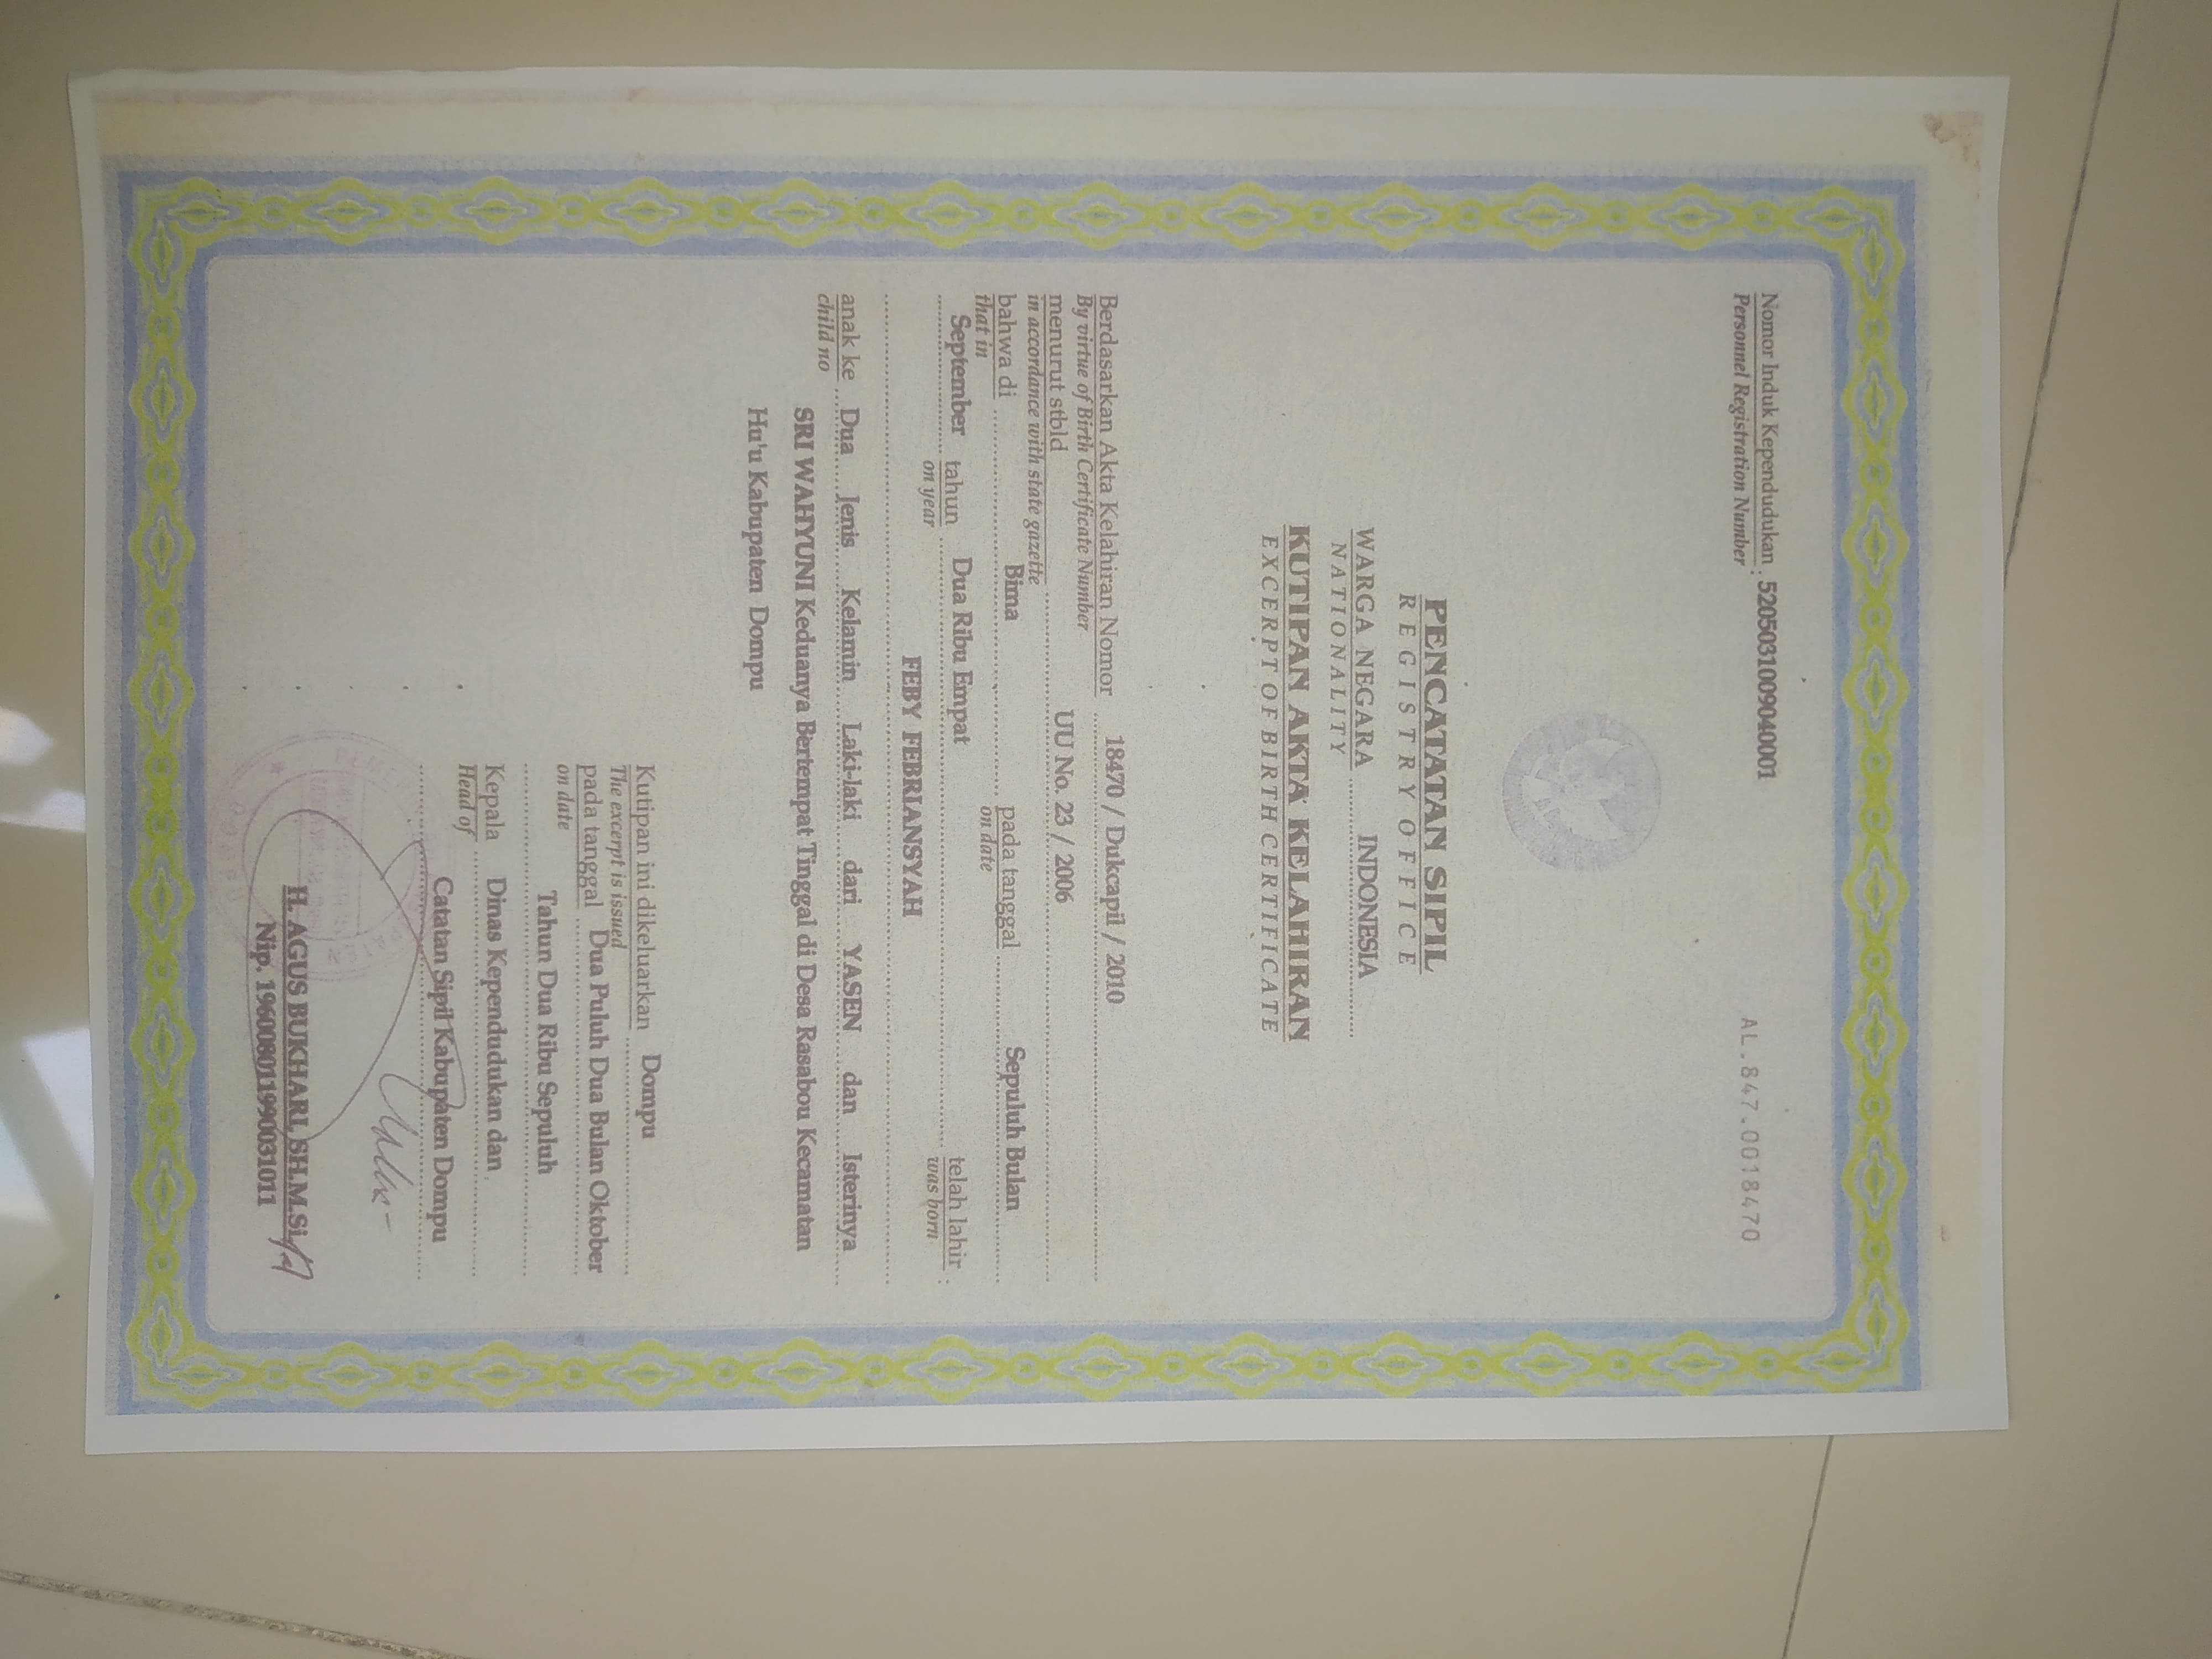 Nomor Induk Kependudukan : 5205031009040001
Personnel Registration Number
AL.847.0018470
PENCATATAN SIPIL
REGISTRY OFFICE
WARGA NEGARA INDONESIA
NATIONALITY
KUTIPAN AKTA KELAHIRAN
EXCERPT OF BIRTH CERTIFICATE
Berdasarkan Akta Kelahiran Nomor 18470 / Dukcapil / 2010
By virtue of Birth Certificate Number
menurut stbld UU No. 23 / 2006
in accordance with state gazette
bahwa di Bima pada tanggal Sepuluh Bulan
that in on date
September tahun Dua Ribu Empat telah lahir :
on year was born
FEBY FEBRIANSYAH
anak ke Dua Jenis Kelamin Laki-laki dari YASEN dan Isterinya
child no
SRI WAHYUNI Keduanya Bertempat Tinggal di Desa Rasabou Kecamatan
Hu'u Kabupaten Dompu
Kutipan ini dikeluarkan Dompu
The excerpt is issued
pada tanggal Dua Puluh Dua Bulan Oktober
on date
Tahun Dua Ribu Sepuluh
Kepala Dinas Kependudukan dan
Head of
Catatan Sipil Kabupaten Dompu
H. AGUS BUKHARI, SH.M.Si
Nip. 196008011990031011